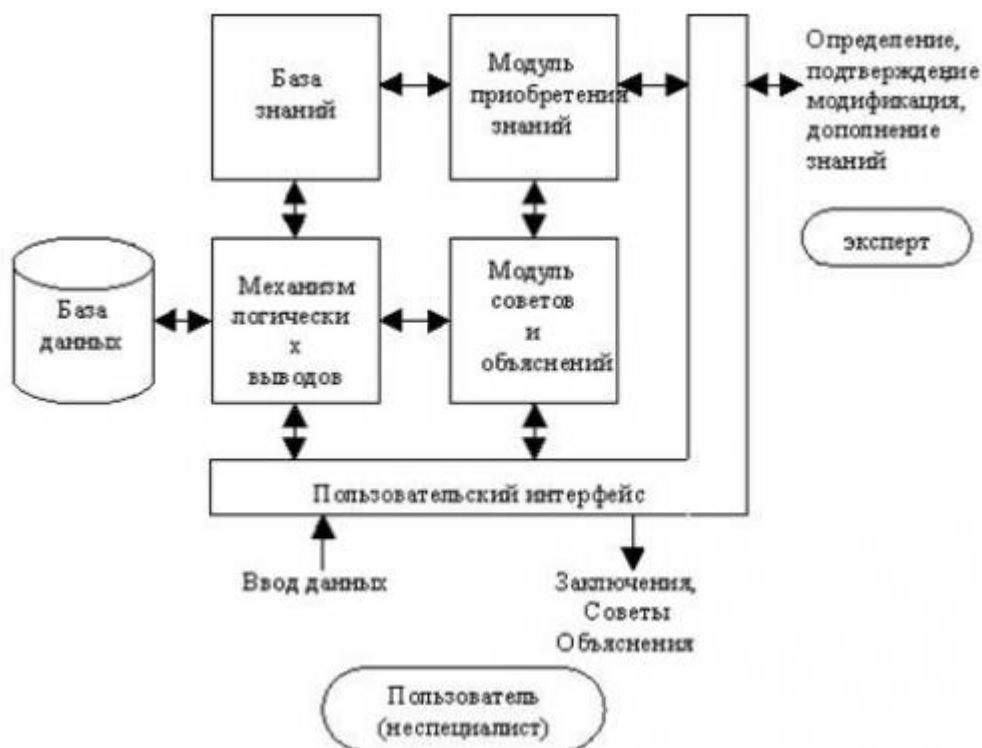 База
знаний
Модуль
приобретения
знаний
Определение,
подтверждение
модификация,
дополнение
знаний
эксперт
База
данных
Механизм
логически
х
выводов
Модуль
советов
и
объяснений
Пользовательский интерфейс
Ввод данных
Заключения,
Советы
Объяснения
Пользователь
(неспециалист)